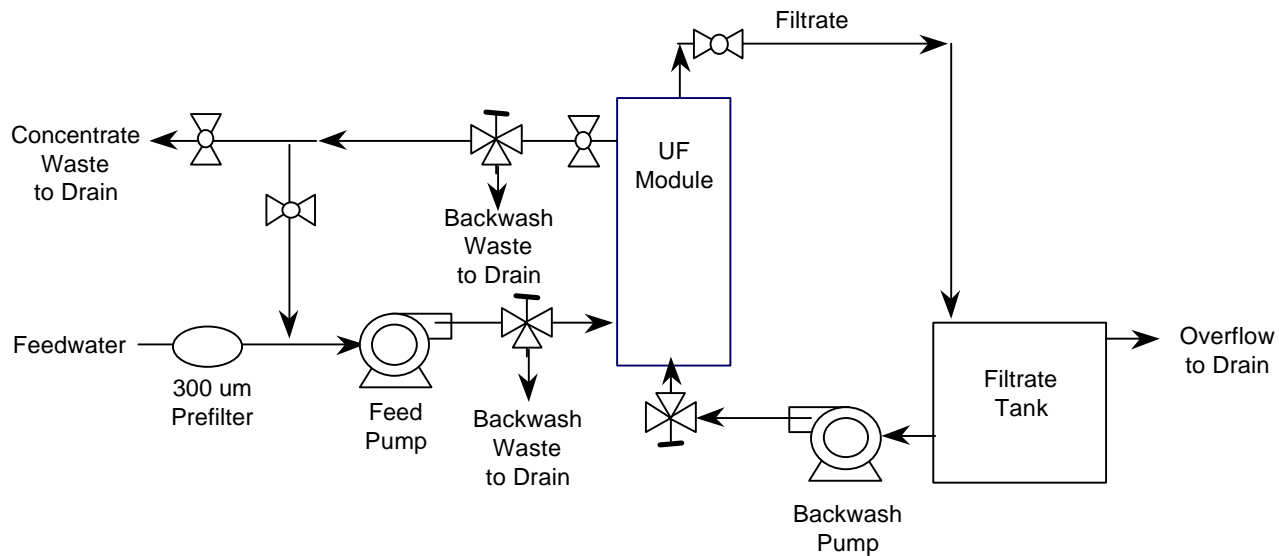 Filtrate
Concentrate
Waste
to Drain
UF
Module
Backwash
Waste
to Drain
Feedwater
300 um
Prefilter
Feed
Pump
Backwash
Waste
to Drain
Filtrate
Tank
Overflow
to Drain
Backwash
Pump